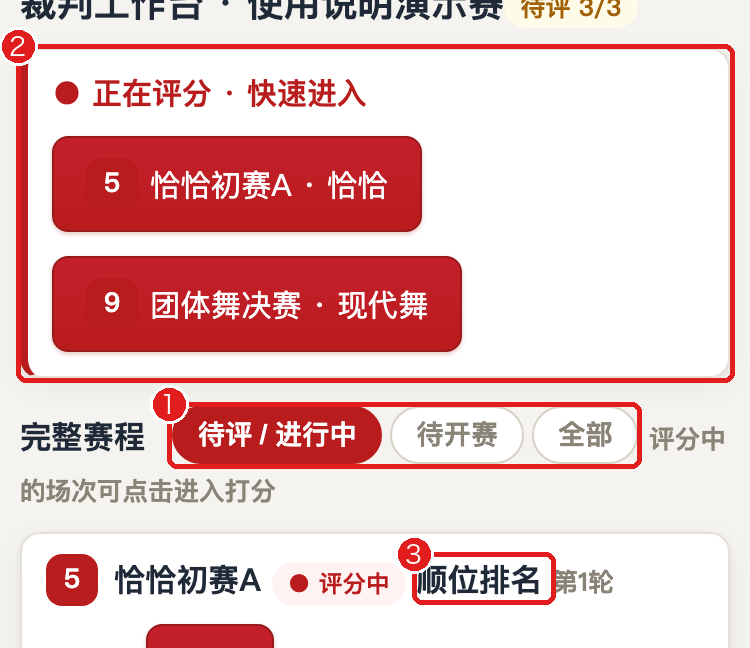 裁判工作台 · 使用说明演示赛 待评 3/3
2
正在评分 · 快速进入
5 恰恰初赛A · 恰恰
9 团体舞决赛 · 现代舞
1
完整赛程 待评 / 进行中 待开赛 全部 评分中
的场次可点击进入打分
3
5 恰恰初赛A 评分中 顺位排名 第1轮